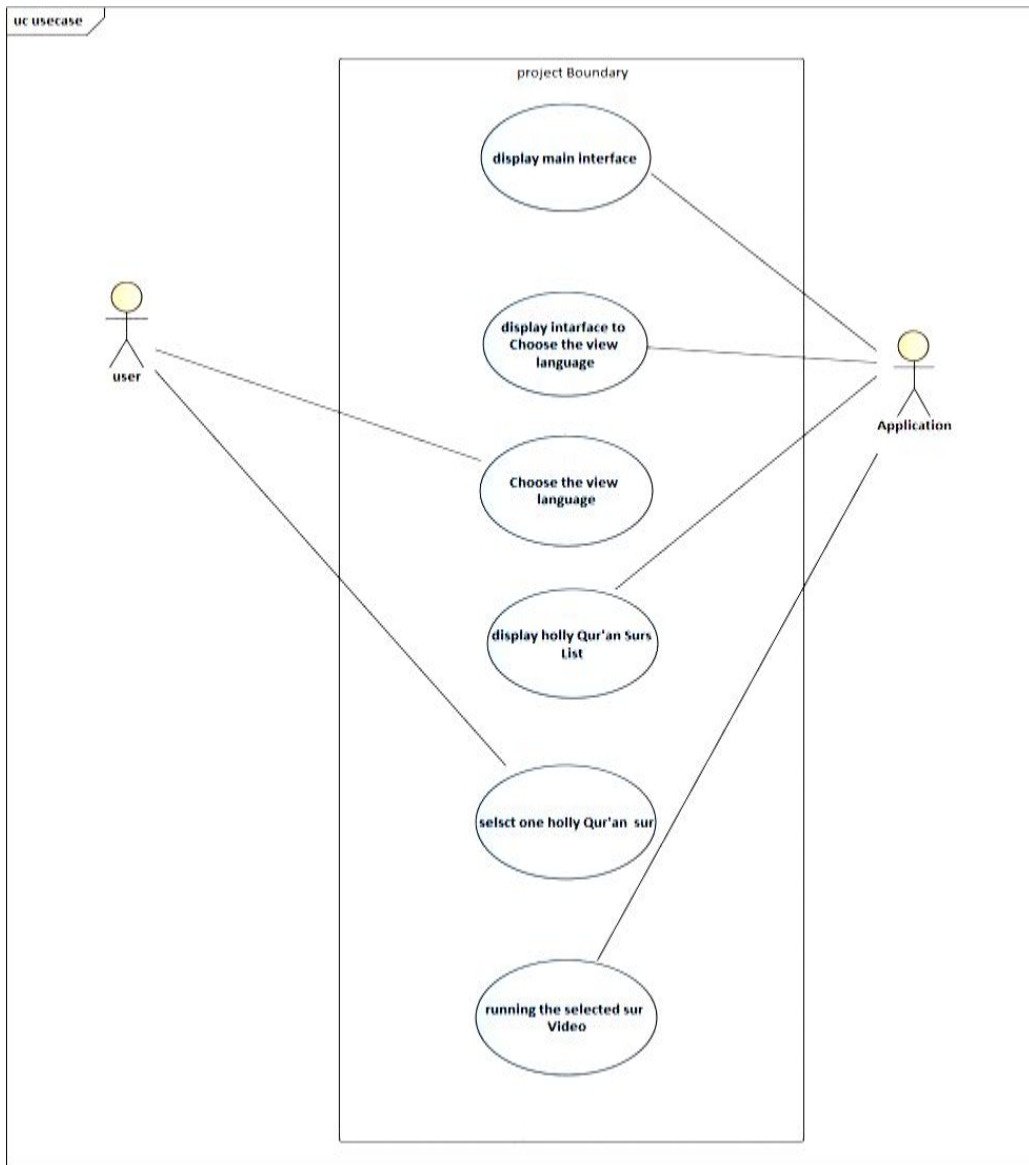 uc usecase
project Boundary
display main interface
display intarface to
Choose the view
language
user
Application
Choose the view
language
display holly Qur'an Surs
List
selsct one holly Qur'an sur
running the selected sur
Video